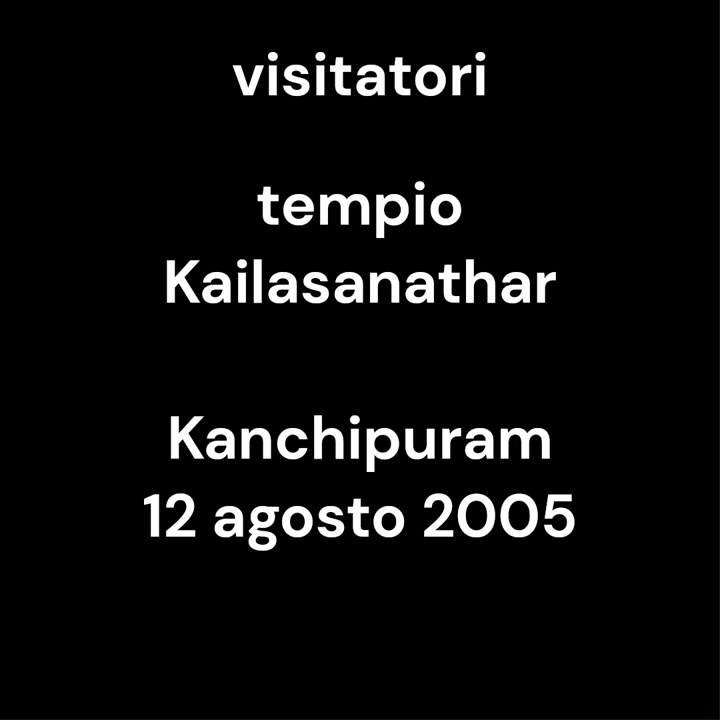 visitatori
tempio
Kailasanathar
Kanchipuram
12 agosto 2005